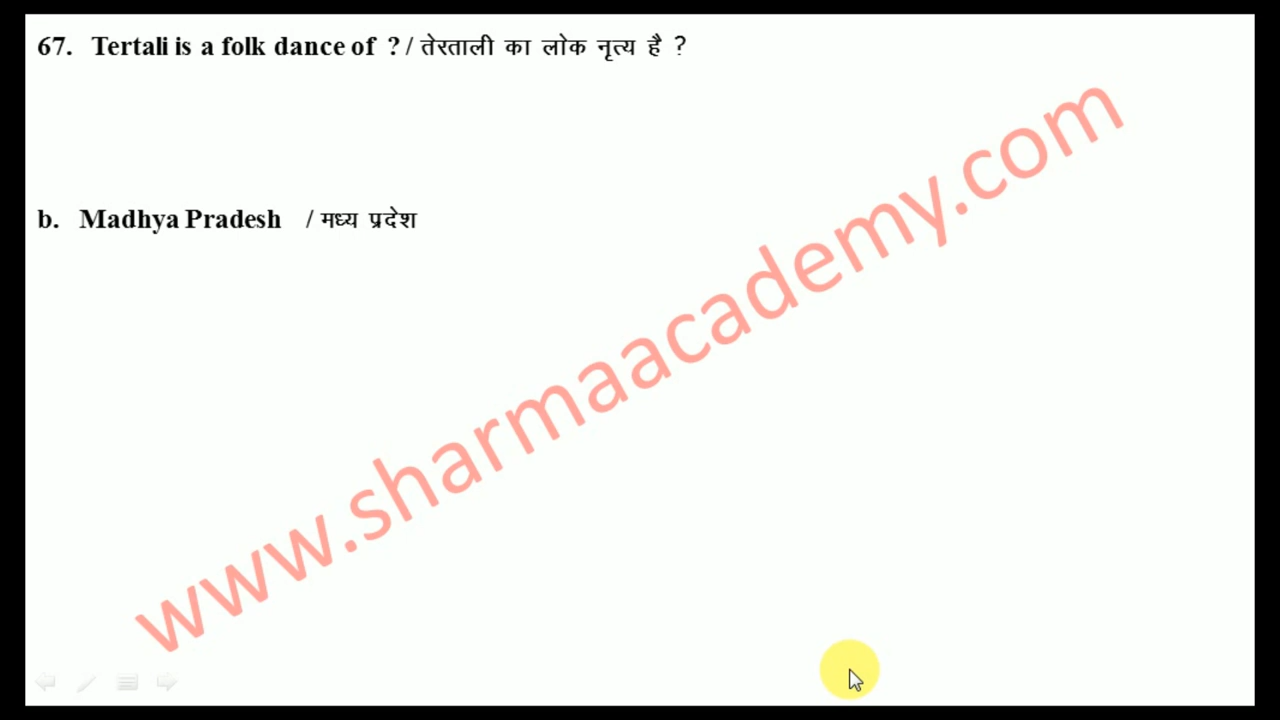 67. Tertali is a folk dance of ? / तेरताली का लोक नृत्य है ?
b. Madhya Pradesh / मध्य प्रदेश
www.sharmaacademy.com